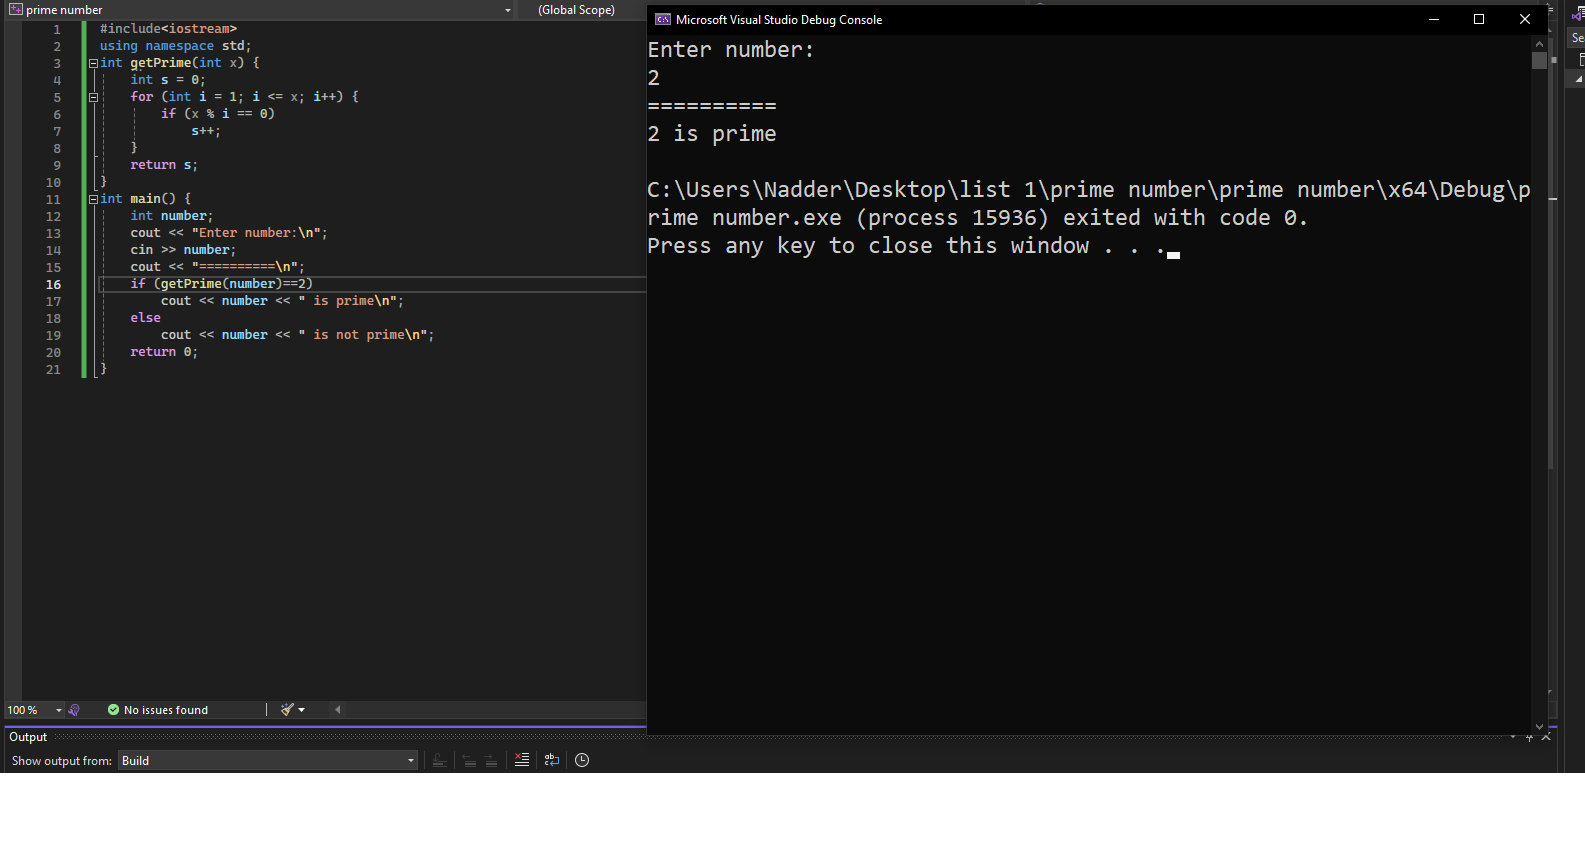 prime number
(Global Scope)
1 #include<iostream>
2 using namespace std;
3 int getPrime(int x) {
4 int s = 0;
5 for (int i = 1; i <= x; i++) {
6 if (x % i == 0)
7 s++;
8 }
9 return s;
10 }
11 int main() {
12 int number;
13 cout << "Enter number:\n";
14 cin >> number;
15 cout << "==========\n";
16 if (getPrime(number)==2)
17 cout << number << " is prime\n";
18 else
19 cout << number << " is not prime\n";
20 return 0;
21 }
100 %
No issues found
Output
Show output from: Build
Microsoft Visual Studio Debug Console
Enter number:
2
==========
2 is prime
C:\Users\Nadder\Desktop\list 1\prime number\prime number\x64\Debug\p
rime number.exe (process 15936) exited with code 0.
Press any key to close this window . . .
Se